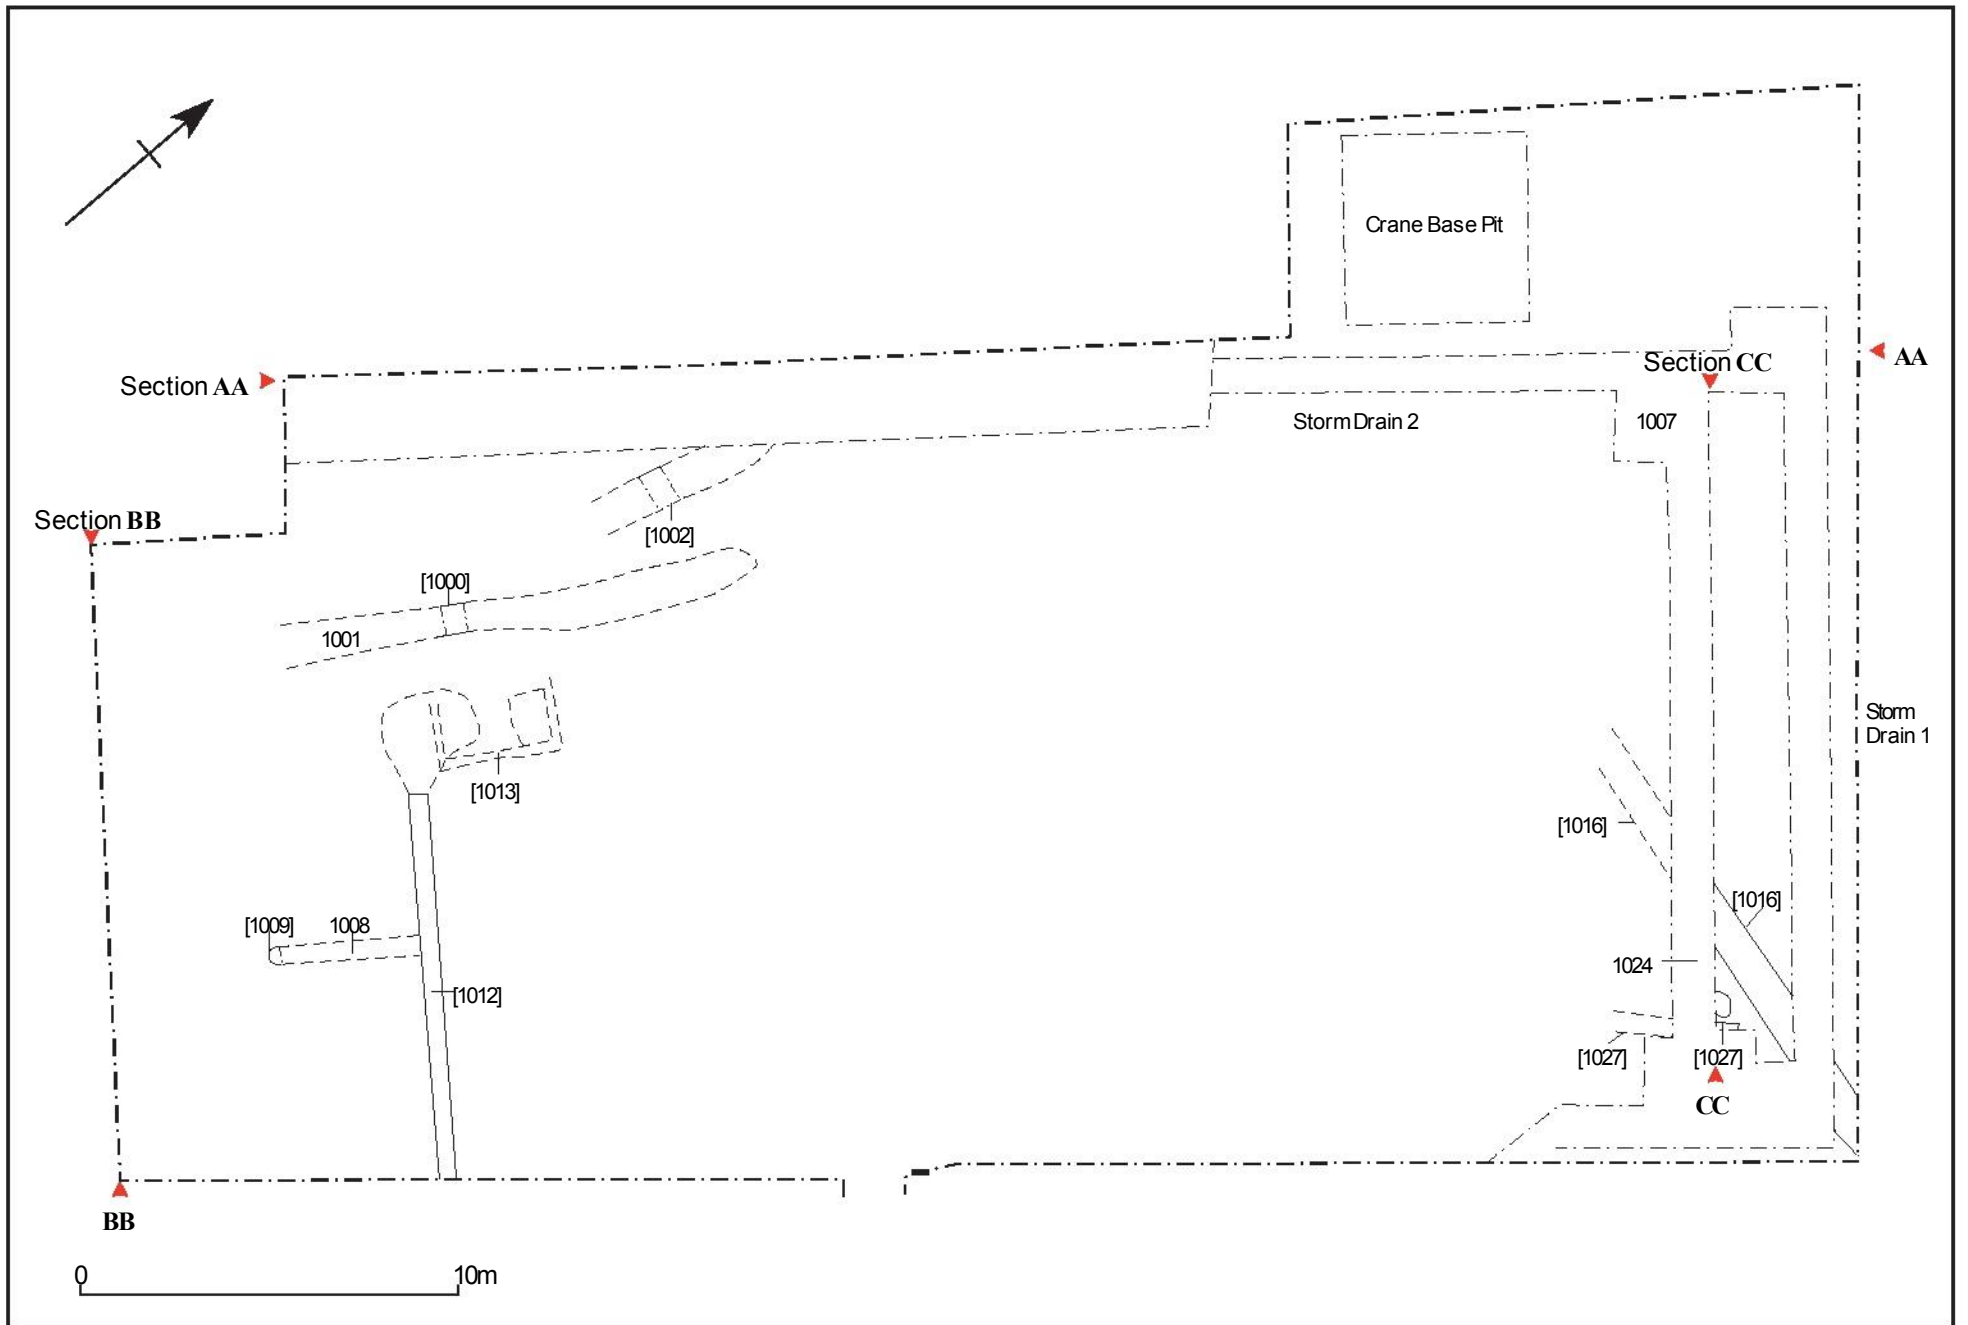 Crane Base Pit
Section AA
AA
Section CC
Storm Drain 2
1007
Section BB
[1002]
[1000]
1001
Storm
Drain 1
[1013]
[1016]
[1016]
[1009]
1008
1024
[1012]
[1027]
[1027]
CC
BB
0
10m